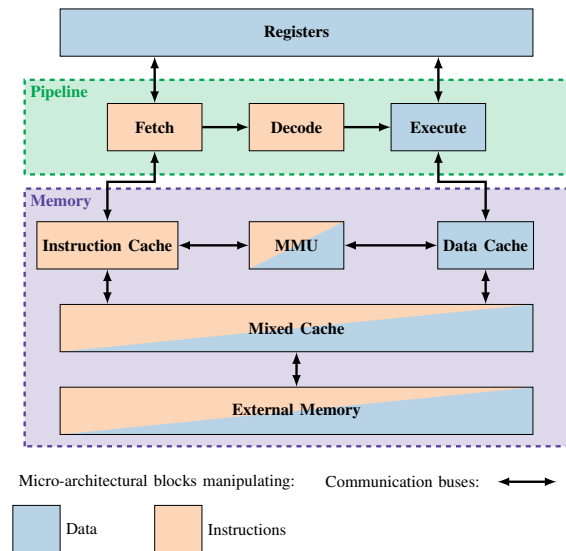 Registers
Pipeline
Fetch Decode Execute
Memory
Instruction Cache MMU Data Cache
Mixed Cache
External Memory
Micro-architectural blocks manipulating: Communication buses:
Data Instructions